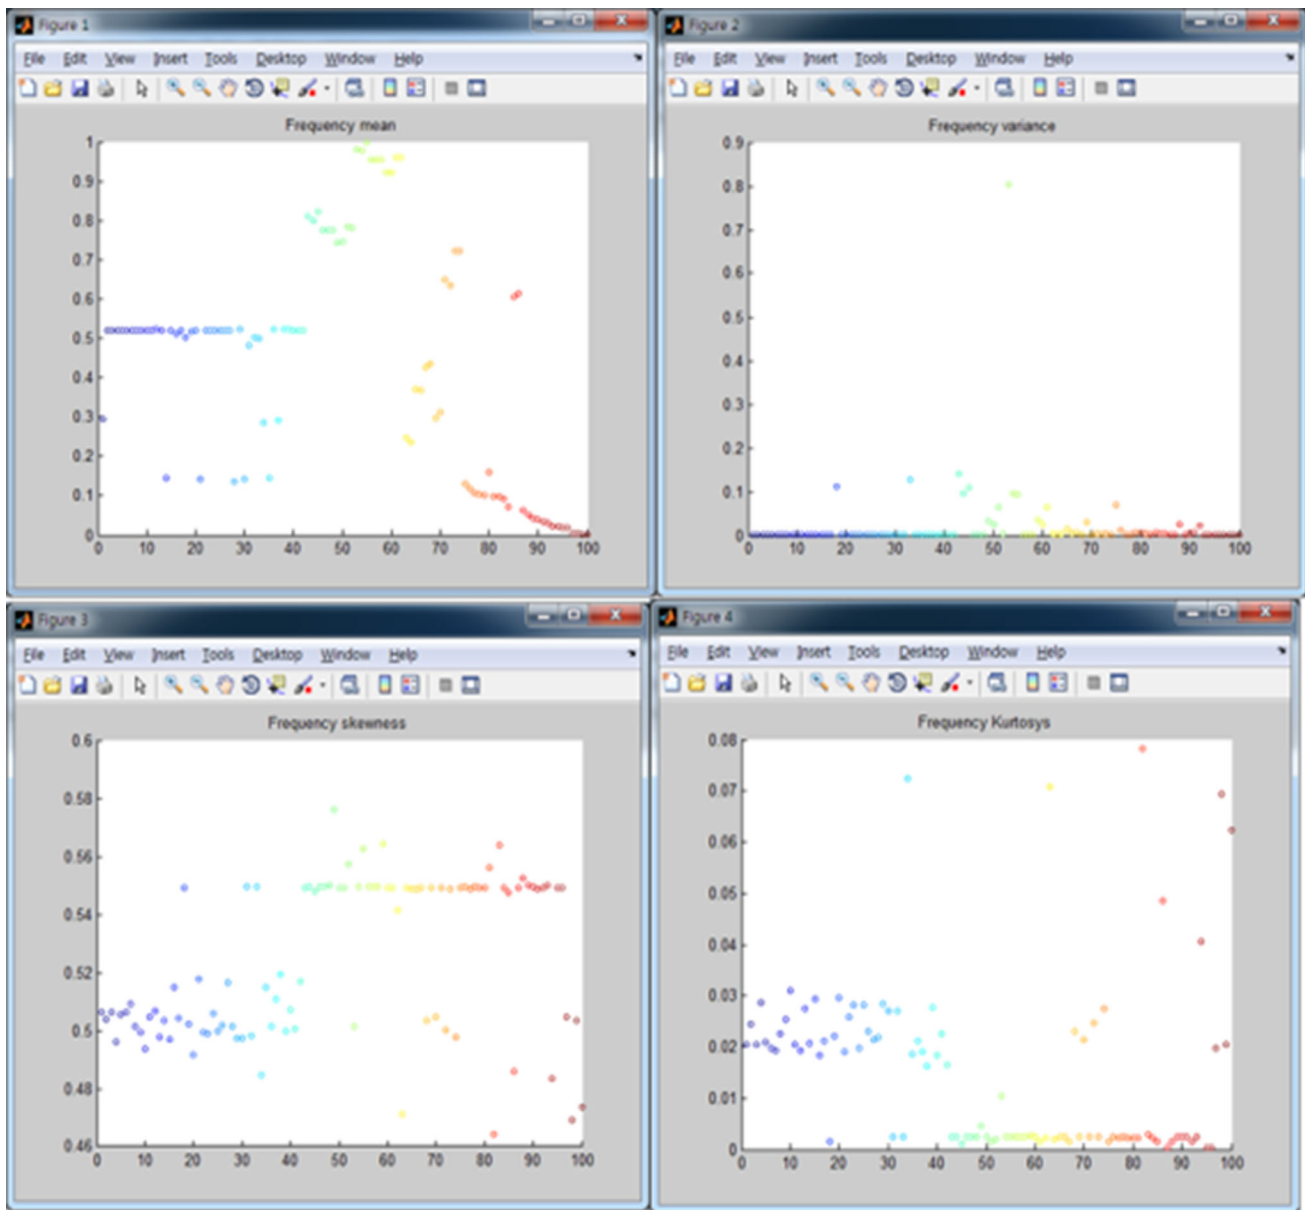 Figure 1
File Edit View Insert Tools Desktop Window Help
Frequency mean
1
0.9
0.8
0.7
0.6
0.5
0.4
0.3
0.2
0.1
0
0 10 20 30 40 50 60 70 80 90 100
Figure 2
File Edit View Insert Tools Desktop Window Help
Frequency variance
0.9
0.8
0.7
0.6
0.5
0.4
0.3
0.2
0.1
0
0 10 20 30 40 50 60 70 80 90 100
Figure 3
File Edit View Insert Tools Desktop Window Help
Frequency skewness
0.6
0.58
0.56
0.54
0.52
0.5
0.48
0.46
0 10 20 30 40 50 60 70 80 90 100
Figure 4
File Edit View Insert Tools Desktop Window Help
Frequency Kurtosys
0.08
0.07
0.06
0.05
0.04
0.03
0.02
0.01
0
0 10 20 30 40 50 60 70 80 90 100